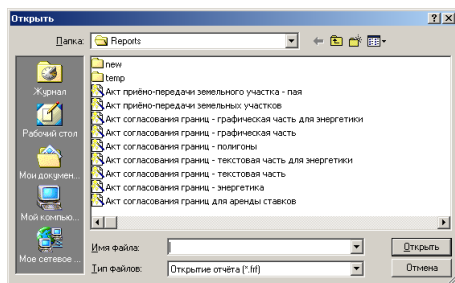 Открыть
Папка: Reports
new
temp
Акт приёно-передачи земельного участка - пая
Акт приёно-передачи земельных участков
Акт согласования границ - графическая часть для энергетики
Акт согласования границ - графическая часть
Акт согласования границ - полигоны
Акт согласования границ - текстовая часть для энергетики
Акт согласования границ - текстовая часть
Акт согласования границ - энергетика
Акт согласования границ для аренды ставков
Журнал
Рабочий стол
Мои докумен...
Мой компью...
Мое сетевое ...
Имя файла:
Открыть
Тип файлов: Открытие отчёта (*.frf)
Отмена